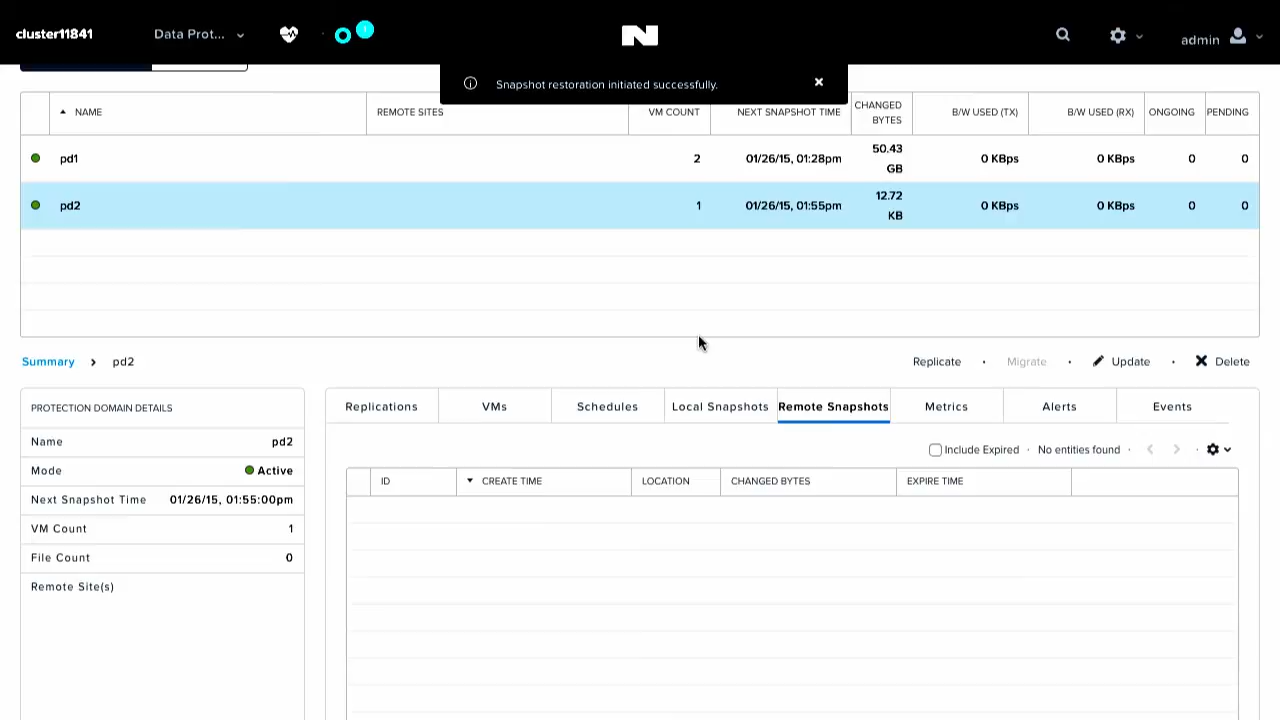 cluster11841
Data Prot...
1
admin
Snapshot restoration initiated successfully.
NAME
REMOTE SITES
VM COUNT
NEXT SNAPSHOT TIME
CHANGED
BYTES
B/W USED (TX)
B/W USED (RX)
ONGOING
PENDING
pd1
2
01/26/15, 01:28pm
50.43
GB
0 KBps
0 KBps
0
0
pd2
1
01/26/15, 01:55pm
12.72
KB
0 KBps
0 KBps
0
0
Summary > pd2
Replicate · Migrate · Update · Delete
PROTECTION DOMAIN DETAILS
Name pd2
Mode Active
Next Snapshot Time 01/26/15, 01:55:00pm
VM Count 1
File Count 0
Remote Site(s)
Replications
VMs
Schedules
Local Snapshots
Remote Snapshots
Metrics
Alerts
Events
Include Expired · No entities found ·
ID
CREATE TIME
LOCATION
CHANGED BYTES
EXPIRE TIME